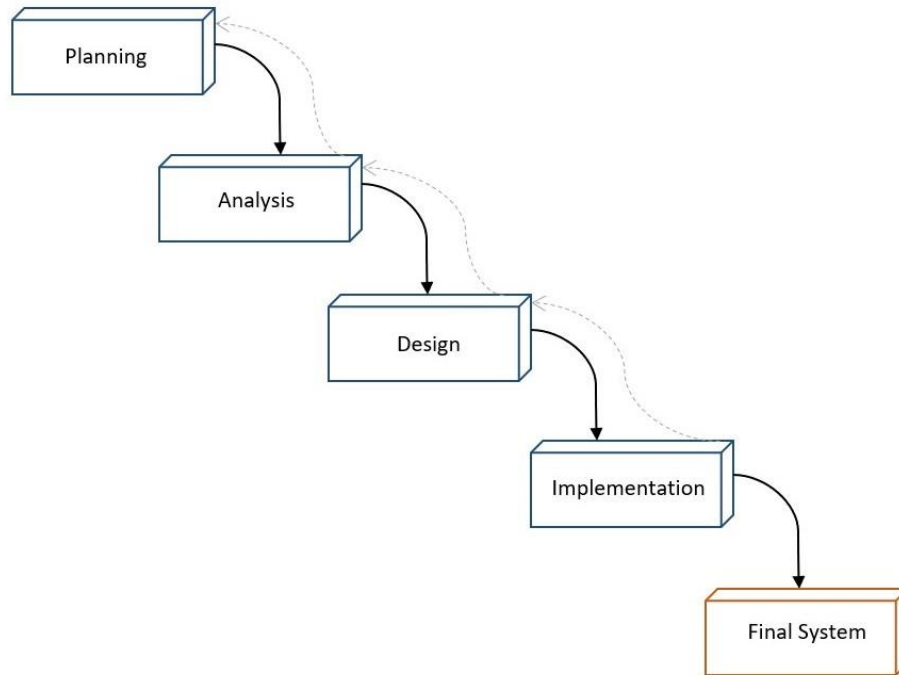 Planning
Analysis
Design
Implementation
Final System